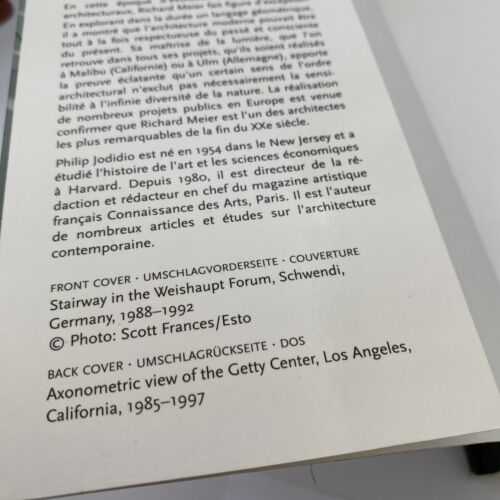 En cette époque d'e
architecturaux, Richard Meier fait figure d'exception.
En explorant dans la durée un langage géométrique,
il a montré que l'architecture moderne pouvait être
tout à la fois respectueuse du passé et consciente
du présent. Sa maîtrise de la lumière, que l'on
retrouve dans tous ses projets, qu'ils soient réalisés
à Malibu (Californie) ou à Ulm (Allemagne), apporte
la preuve éclatante qu'un certain sens de l'ordre
architectural n'exclut pas nécessairement la sensi-
bilité à l'infinie diversité de la nature. La réalisation
de nombreux projets publics en Europe est venue
confirmer que Richard Meier est l'un des architectes
les plus remarquables de la fin du XXe siècle.
Philip Jodidio est né en 1954 dans le New Jersey et a
étudié l'histoire de l'art et les sciences économiques
à Harvard. Depuis 1980, il est directeur de la ré-
daction et rédacteur en chef du magazine artistique
français Connaissance des Arts, Paris. Il est l'auteur
de nombreux articles et études sur l'architecture
contemporaine.
FRONT COVER · UMSCHLAGVORDERSEITE · COUVERTURE
Stairway in the Weishaupt Forum, Schwendi,
Germany, 1988–1992
© Photo: Scott Frances/Esto
BACK COVER · UMSCHLAGRÜCKSEITE · DOS
Axonometric view of the Getty Center, Los Angeles,
California, 1985–1997